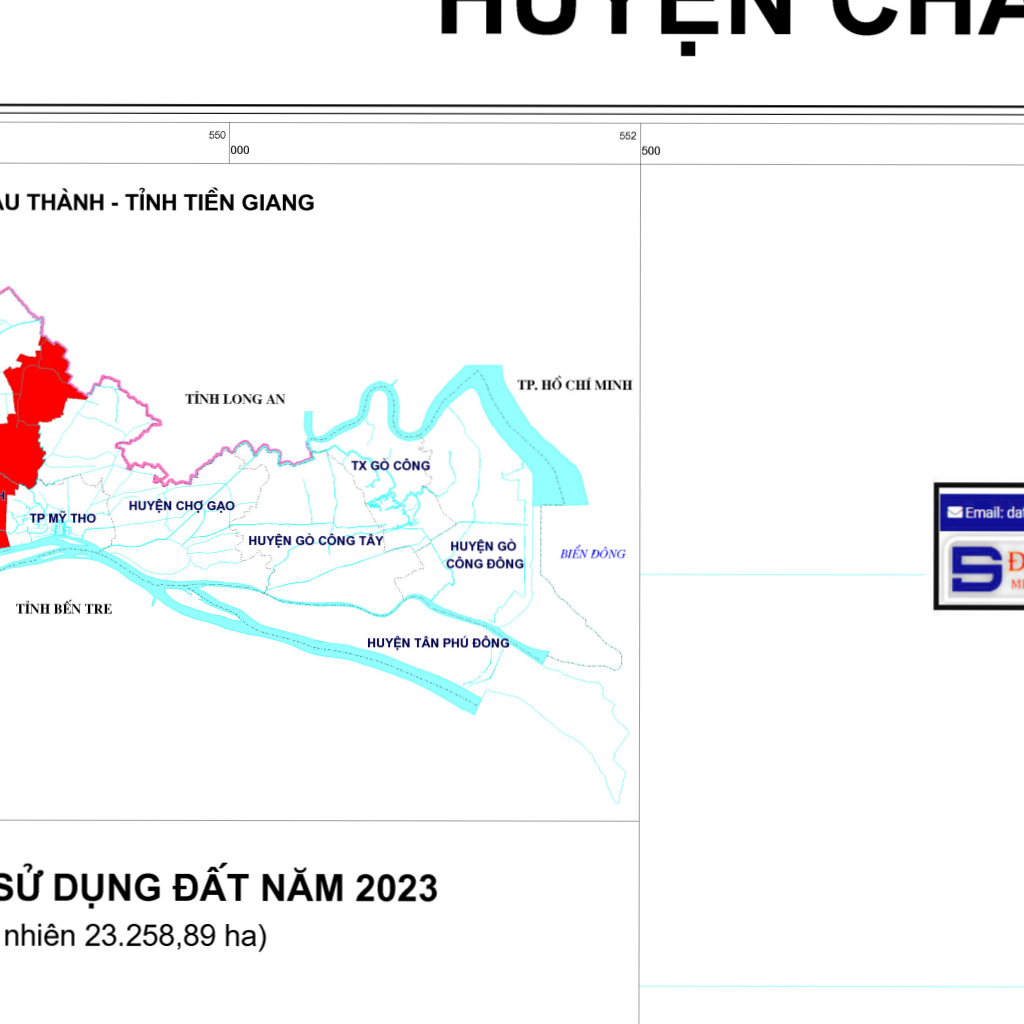 HUYỆN CHÂ
550
000
552
500
ÂU THÀNH - TỈNH TIỀN GIANG
TP. HỒ CHÍ MINH
TỈNH LONG AN
TX GÒ CÔNG
HUYỆN CHỢ GẠO
TP MỸ THO
HUYỆN GÒ CÔNG TÂY
HUYỆN GÒ
CÔNG ĐÔNG
BIỂN ĐÔNG
TỈNH BẾN TRE
HUYỆN TÂN PHÚ ĐÔNG
Email: dat
SỬ DỤNG ĐẤT NĂM 2023
nhiên 23.258,89 ha)